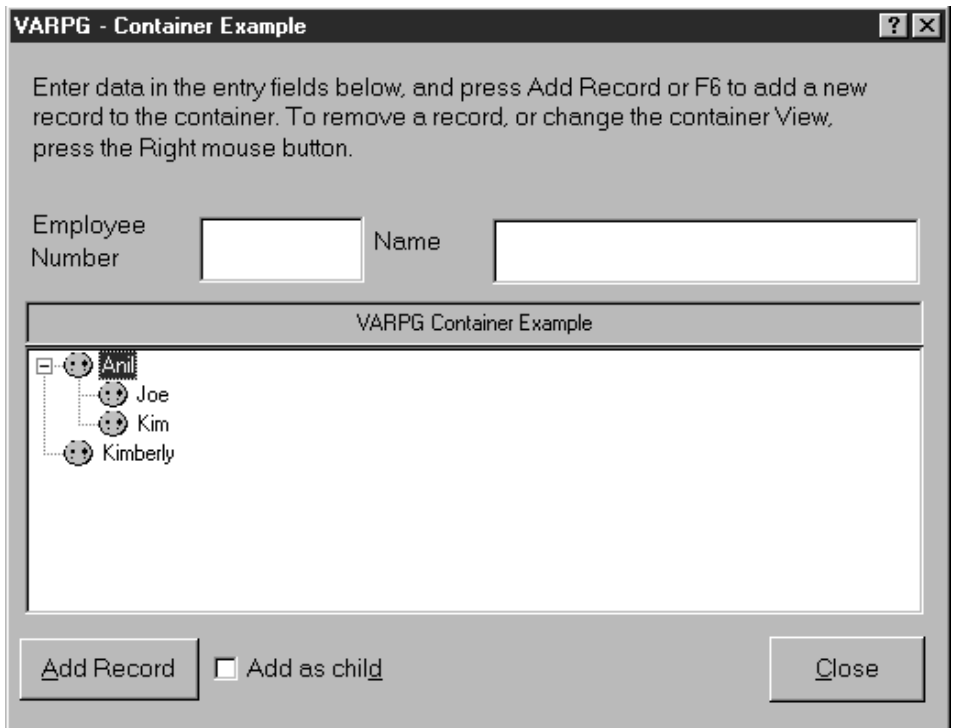 VARPG - Container Example
Enter data in the entry fields below, and press Add Record or F6 to add a new
record to the container. To remove a record, or change the container View,
press the Right mouse button.
Employee
Number
Name
VARPG Container Example
Anil
Joe
Kim
Kimberly
Add Record
Add as child
Close